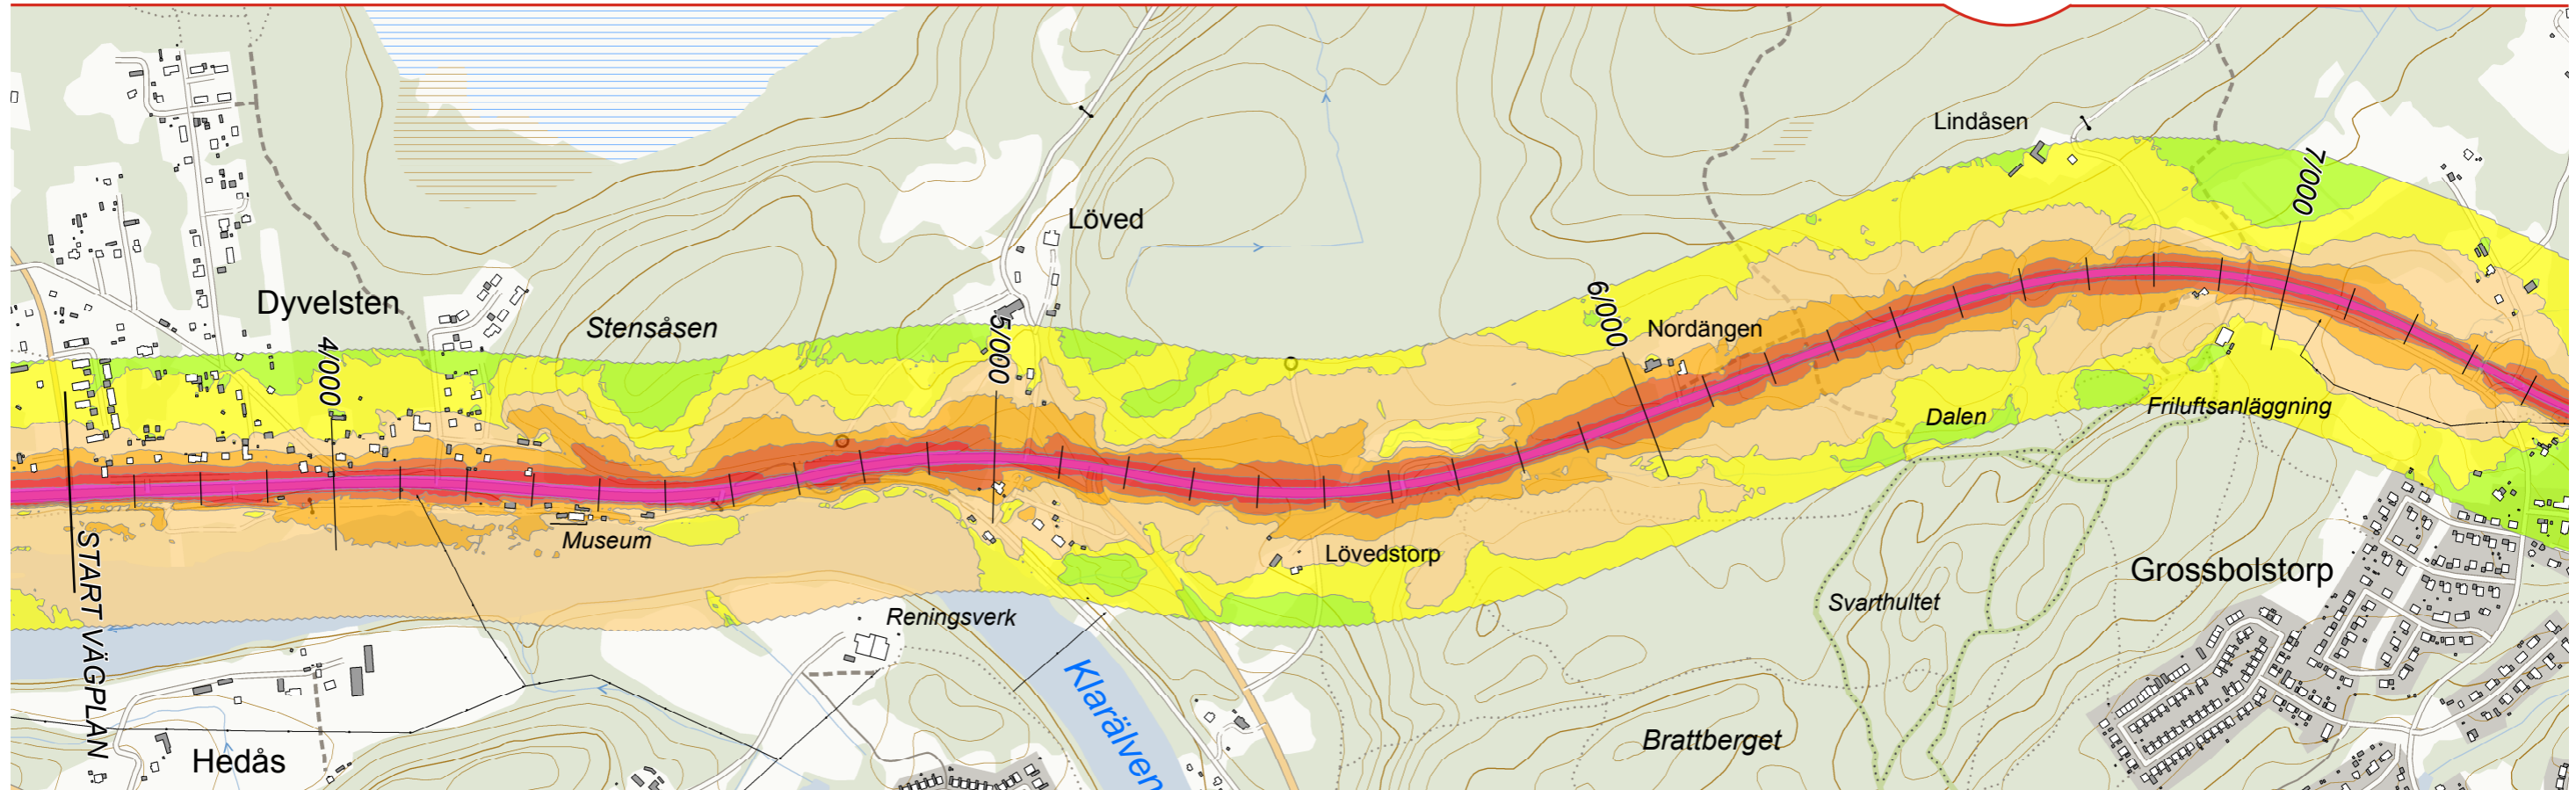 Lindåsen
7/000
Löved
Dyvelsten
Stensåsen
4/000
5/000
6/000
Nordängen
Dalen
Friluftsanläggning
START VÄGPLAN
Museum
Lövedstorp
Grossbolstorp
Reningsverk
Svarthultet
Klarälven
Brattberget
Hedås